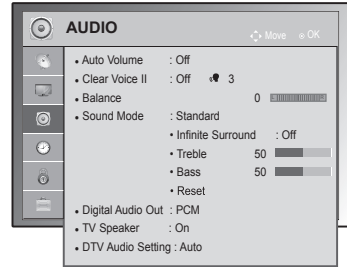 AUDIO
Move OK
• Auto Volume : Off
• Clear Voice II : Off 3
• Balance 0
• Sound Mode : Standard
• Infinite Surround : Off
• Treble 50
• Bass 50
• Reset
• Digital Audio Out : PCM
• TV Speaker : On
• DTV Audio Setting : Auto